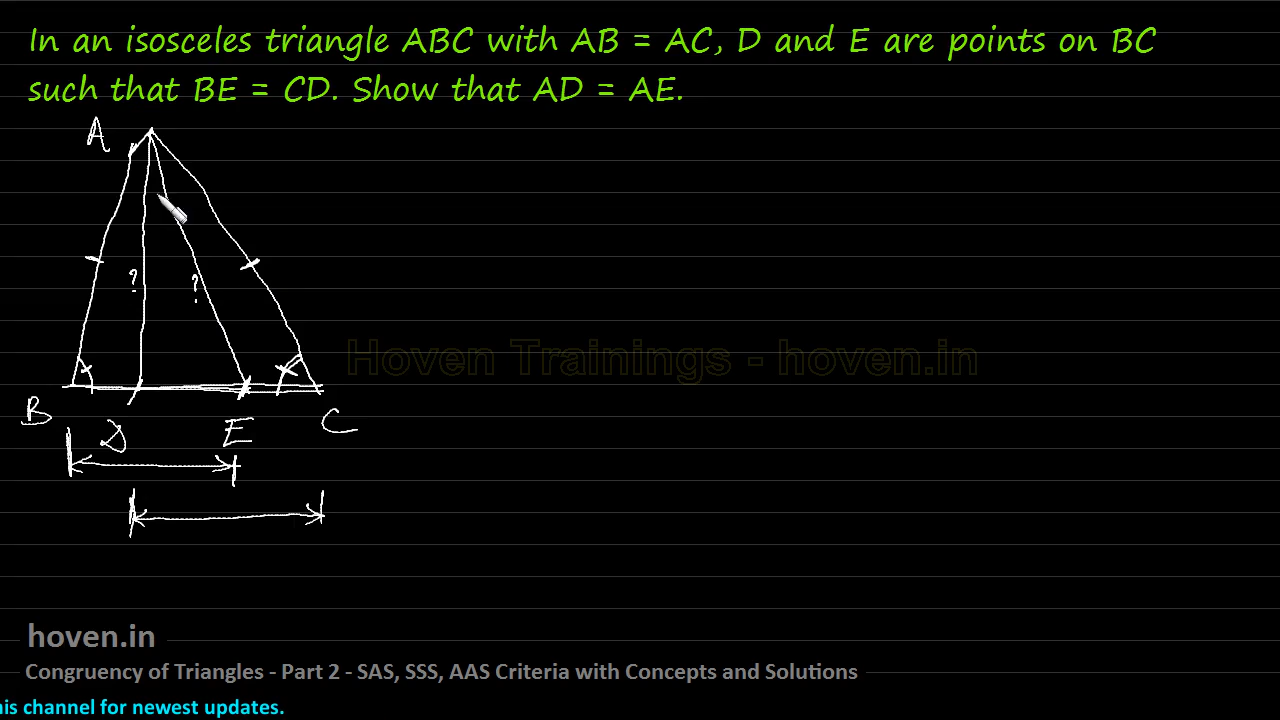 In an isosceles triangle ABC with AB = AC, D and E are points on BC
such that BE = CD. Show that AD = AE.
A
? ?
Hoven Trainings - hoven.in
B D E C
hoven.in
Congruency of Triangles - Part 2 - SAS, SSS, AAS Criteria with Concepts and Solutions
his channel for newest updates.